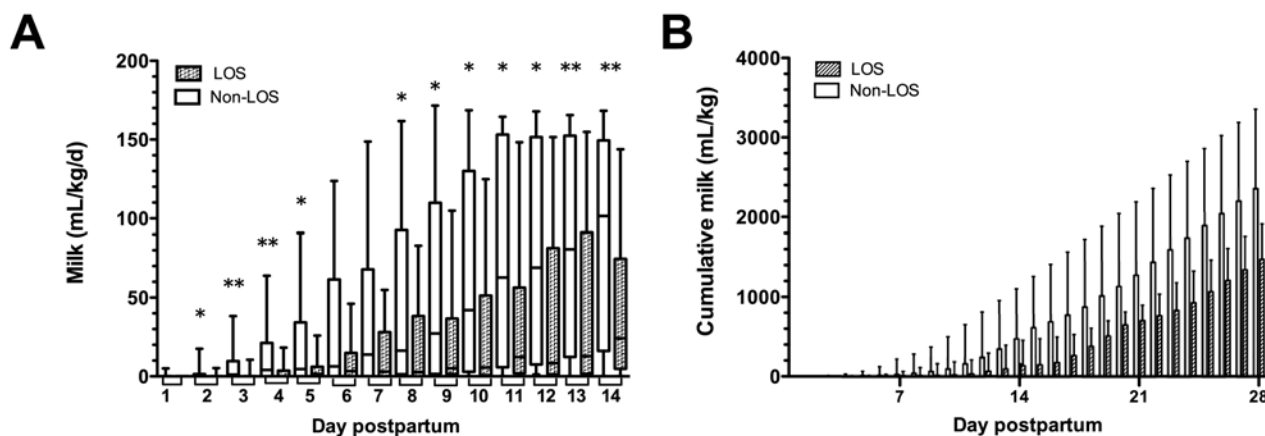 A
B
200
150
100
50
0
Milk (mL/kg/d)
LOS
Non-LOS
* ** ** * * * * * * ** **
1 2 3 4 5 6 7 8 9 10 11 12 13 14
Day postpartum
4000
3000
2000
1000
0
Cumulative milk (mL/kg)
LOS
Non-LOS
7 14 21 28
Day postpartum